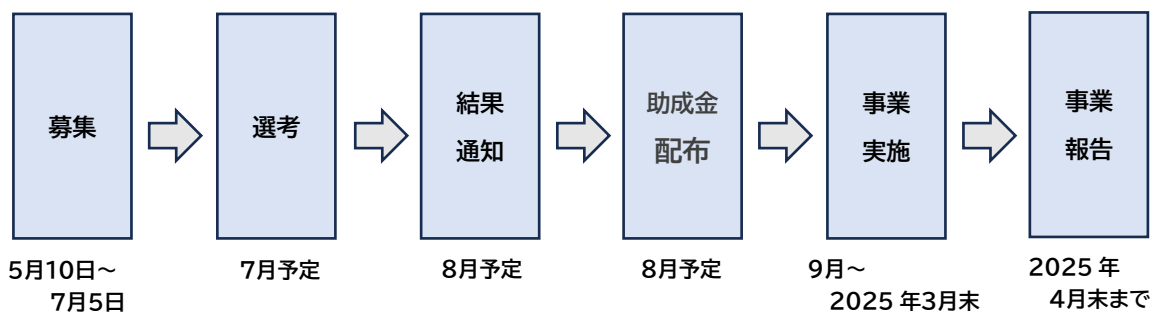 募集
選考
結果
通知
助成金
配布
事業
実施
事業
報告
5月10日~
7月5日
7月予定
8月予定
8月予定
9月~
2025 年3月末
2025 年
4月末まで